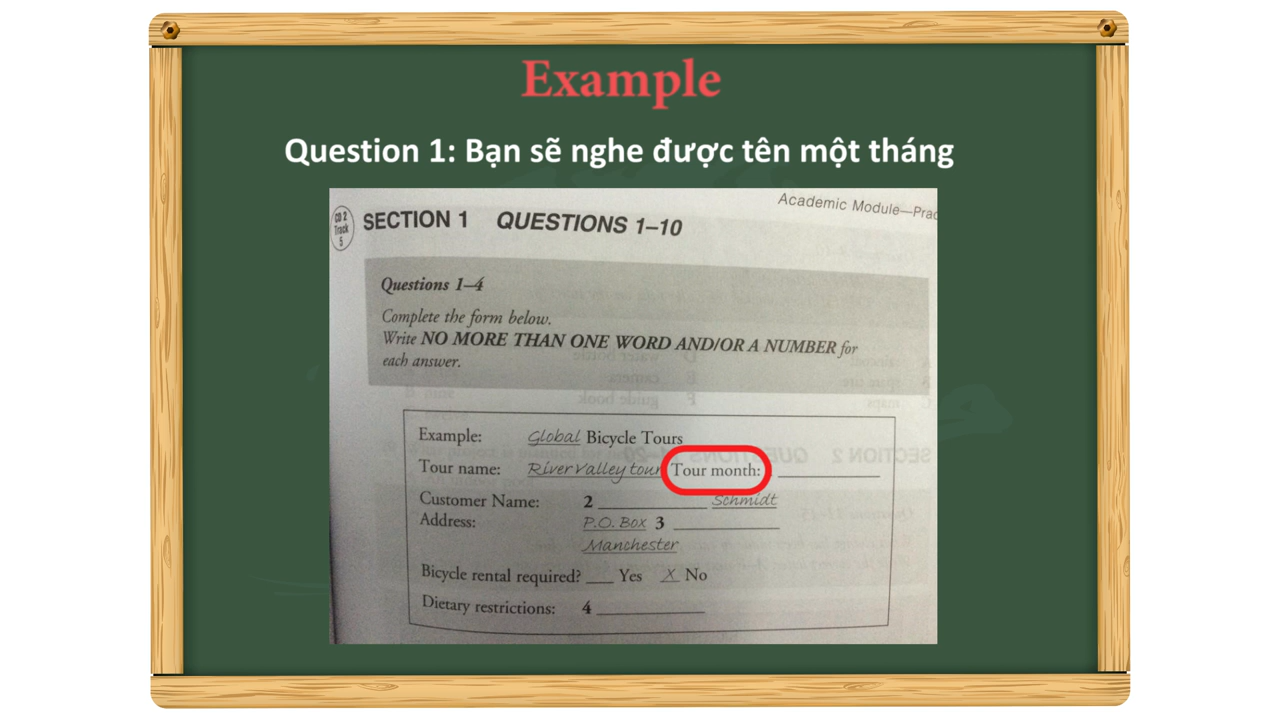 Example
Question 1: Bạn sẽ nghe được tên một tháng
Academic Module—Prac
CD 2
Track
5
SECTION 1 QUESTIONS 1–10
Questions 1–4
Complete the form below.
Write NO MORE THAN ONE WORD AND/OR A NUMBER for
each answer.
Example: Global Bicycle Tours
Tour name: River Valley tour Tour month:
Customer Name: 2 Schmidt
Address: P.O. Box 3
Manchester
Bicycle rental required? Yes X No
Dietary restrictions: 4